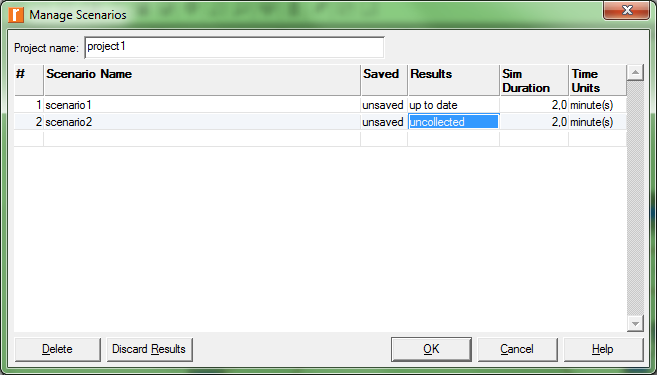 Manage Scenarios
Project name: project1
# Scenario Name Saved Results Sim Duration Time Units
1 scenario1 unsaved up to date 2,0 minute(s)
2 scenario2 unsaved uncollected 2,0 minute(s)
Delete Discard Results OK Cancel Help